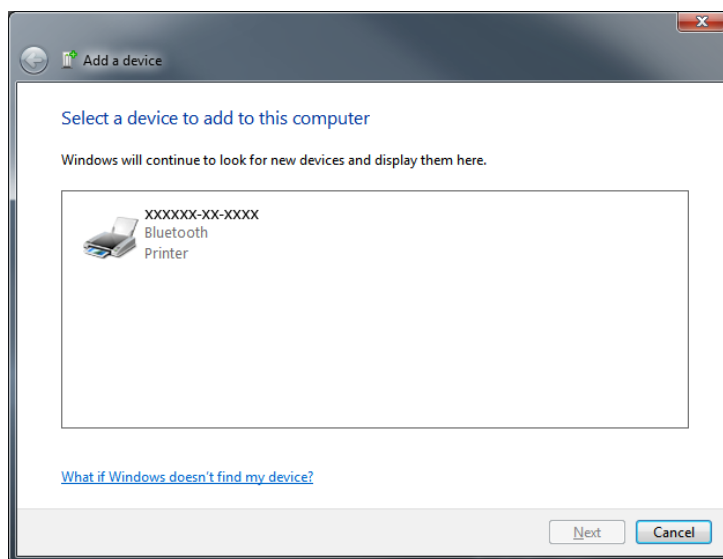 Add a device
Select a device to add to this computer
Windows will continue to look for new devices and display them here.
XXXXXX-XX-XXXX
Bluetooth
Printer
What if Windows doesn't find my device?
Next
Cancel